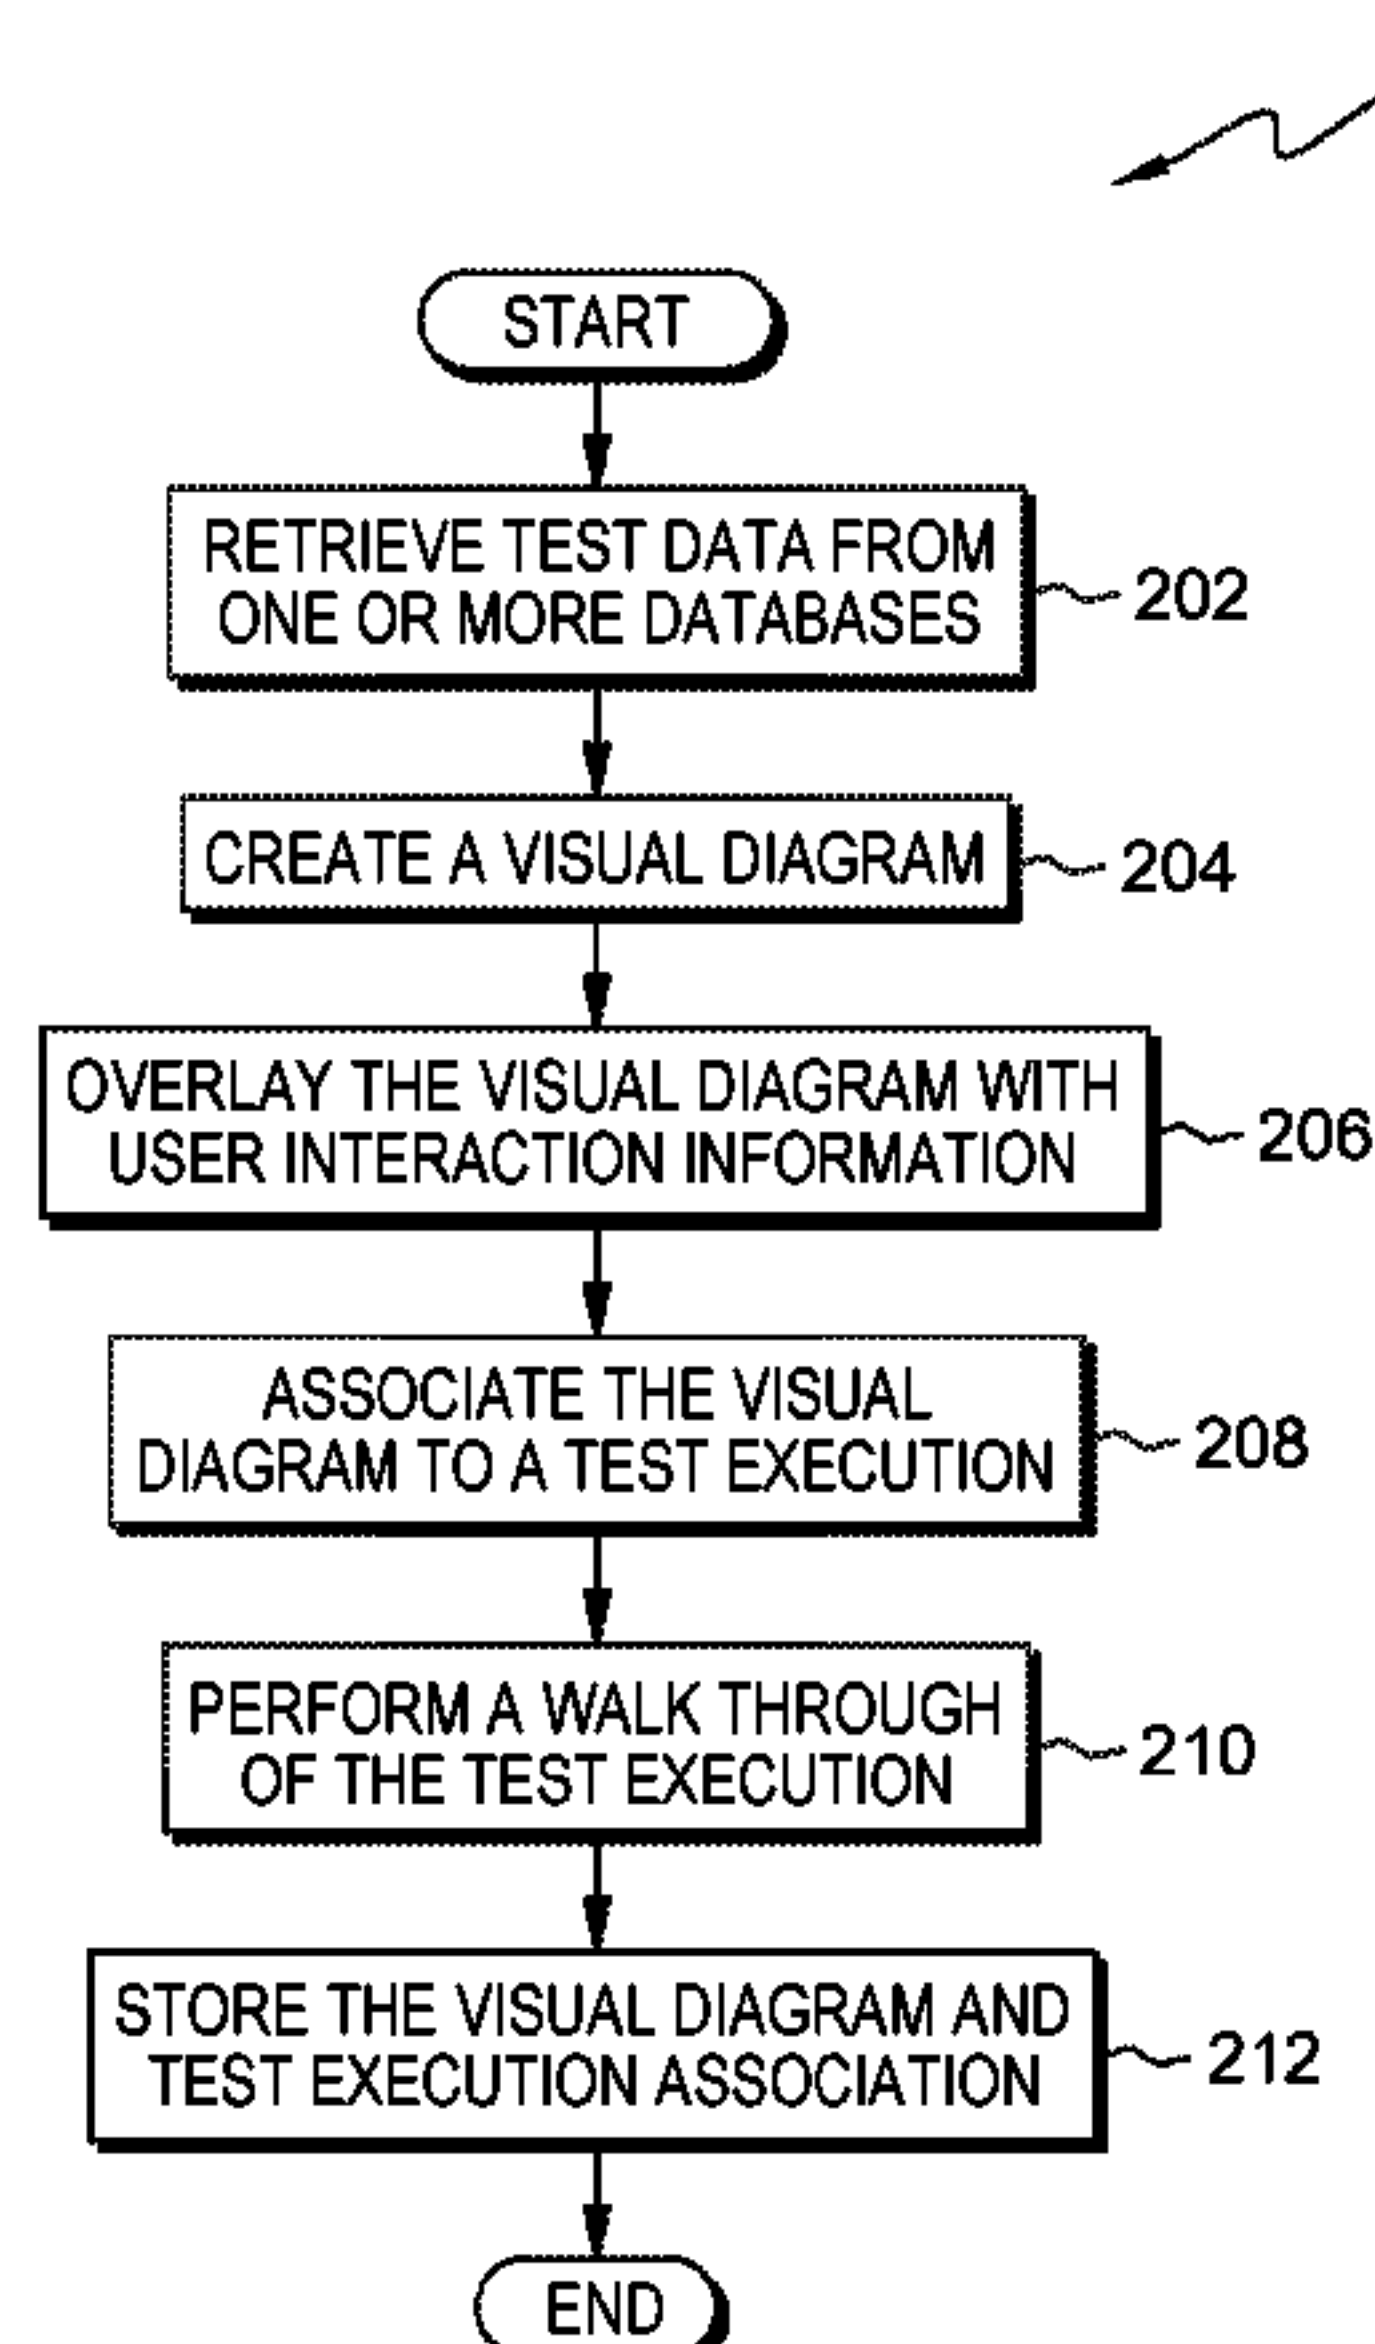 START
RETRIEVE TEST DATA FROM
ONE OR MORE DATABASES
202
CREATE A VISUAL DIAGRAM
204
OVERLAY THE VISUAL DIAGRAM WITH
USER INTERACTION INFORMATION
206
ASSOCIATE THE VISUAL
DIAGRAM TO A TEST EXECUTION
208
PERFORM A WALK THROUGH
OF THE TEST EXECUTION
210
STORE THE VISUAL DIAGRAM AND
TEST EXECUTION ASSOCIATION
212
END